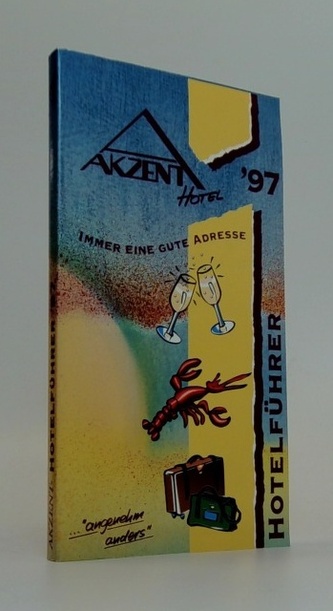 AKZENT
HOTEL
'97
IMMER EINE GUTE ADRESSE
HOTELFÜHRER
... "angenehm
anders"
AKZENT HOTELFÜHRER '97